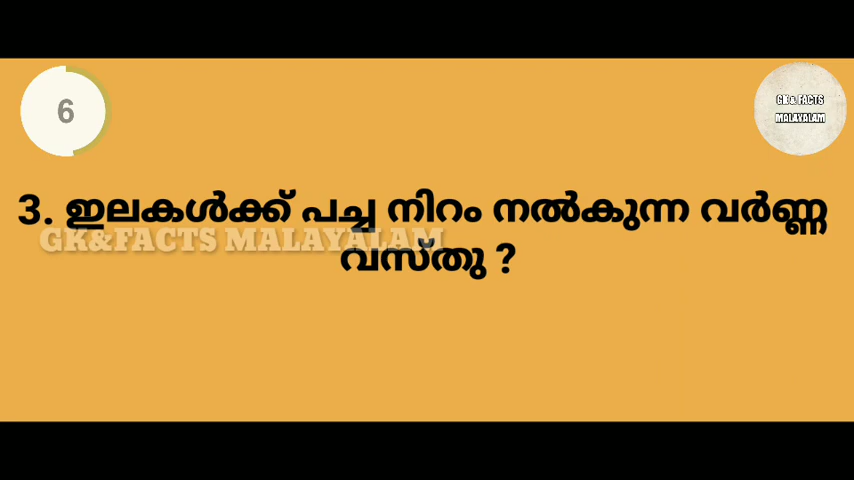 6
GK & FACTS
MALAYALAM
3. ഇലകൾക്ക് പച്ച നിറം നൽകുന്ന വർണ്ണ
GK&FACTS MALAYALAM
വസ്തു ?